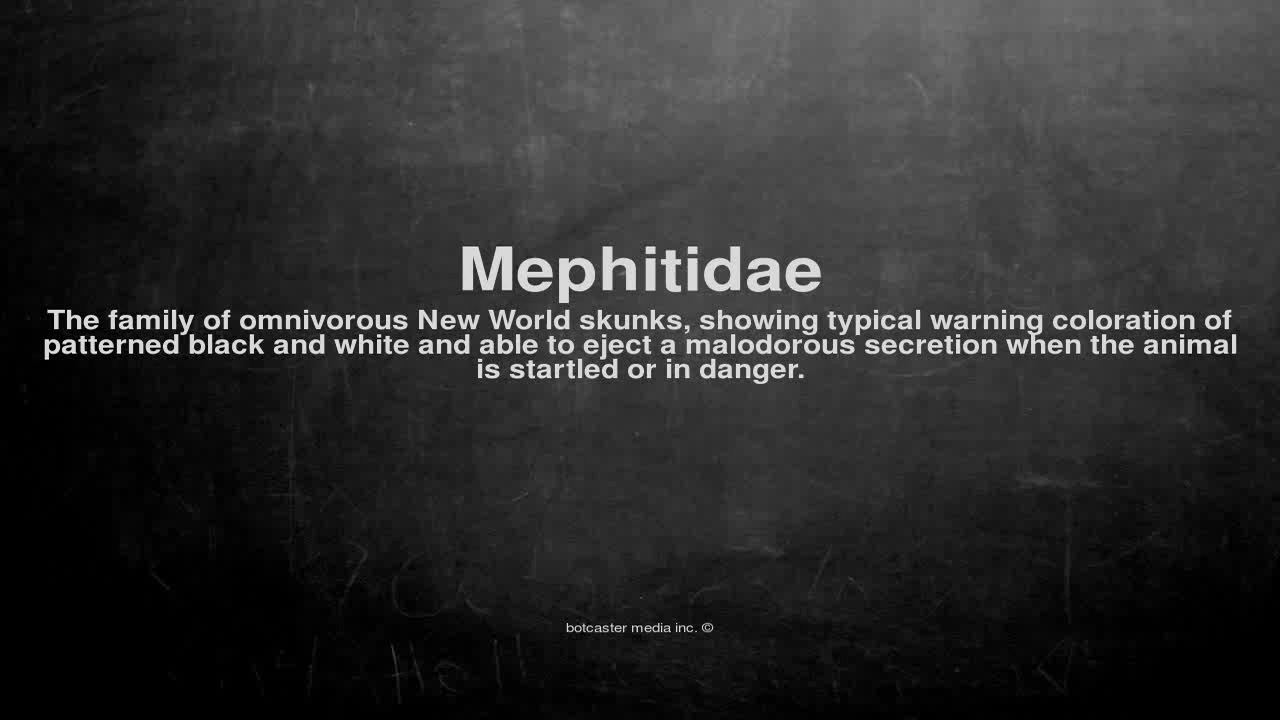 Mephitidae
The family of omnivorous New World skunks, showing typical warning coloration of
patterned black and white and able to eject a malodorous secretion when the animal
is startled or in danger.
botcaster media inc. ©